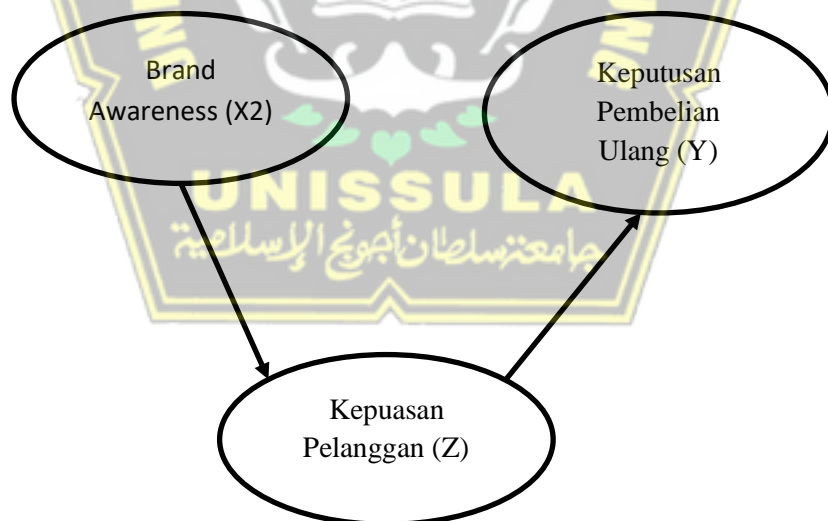 Brand
Awareness (X2)
Keputusan
Pembelian
Ulang (Y)
UNISSULA
جامعة سلطان أجونج الإسلامية
Kepuasan
Pelanggan (Z)